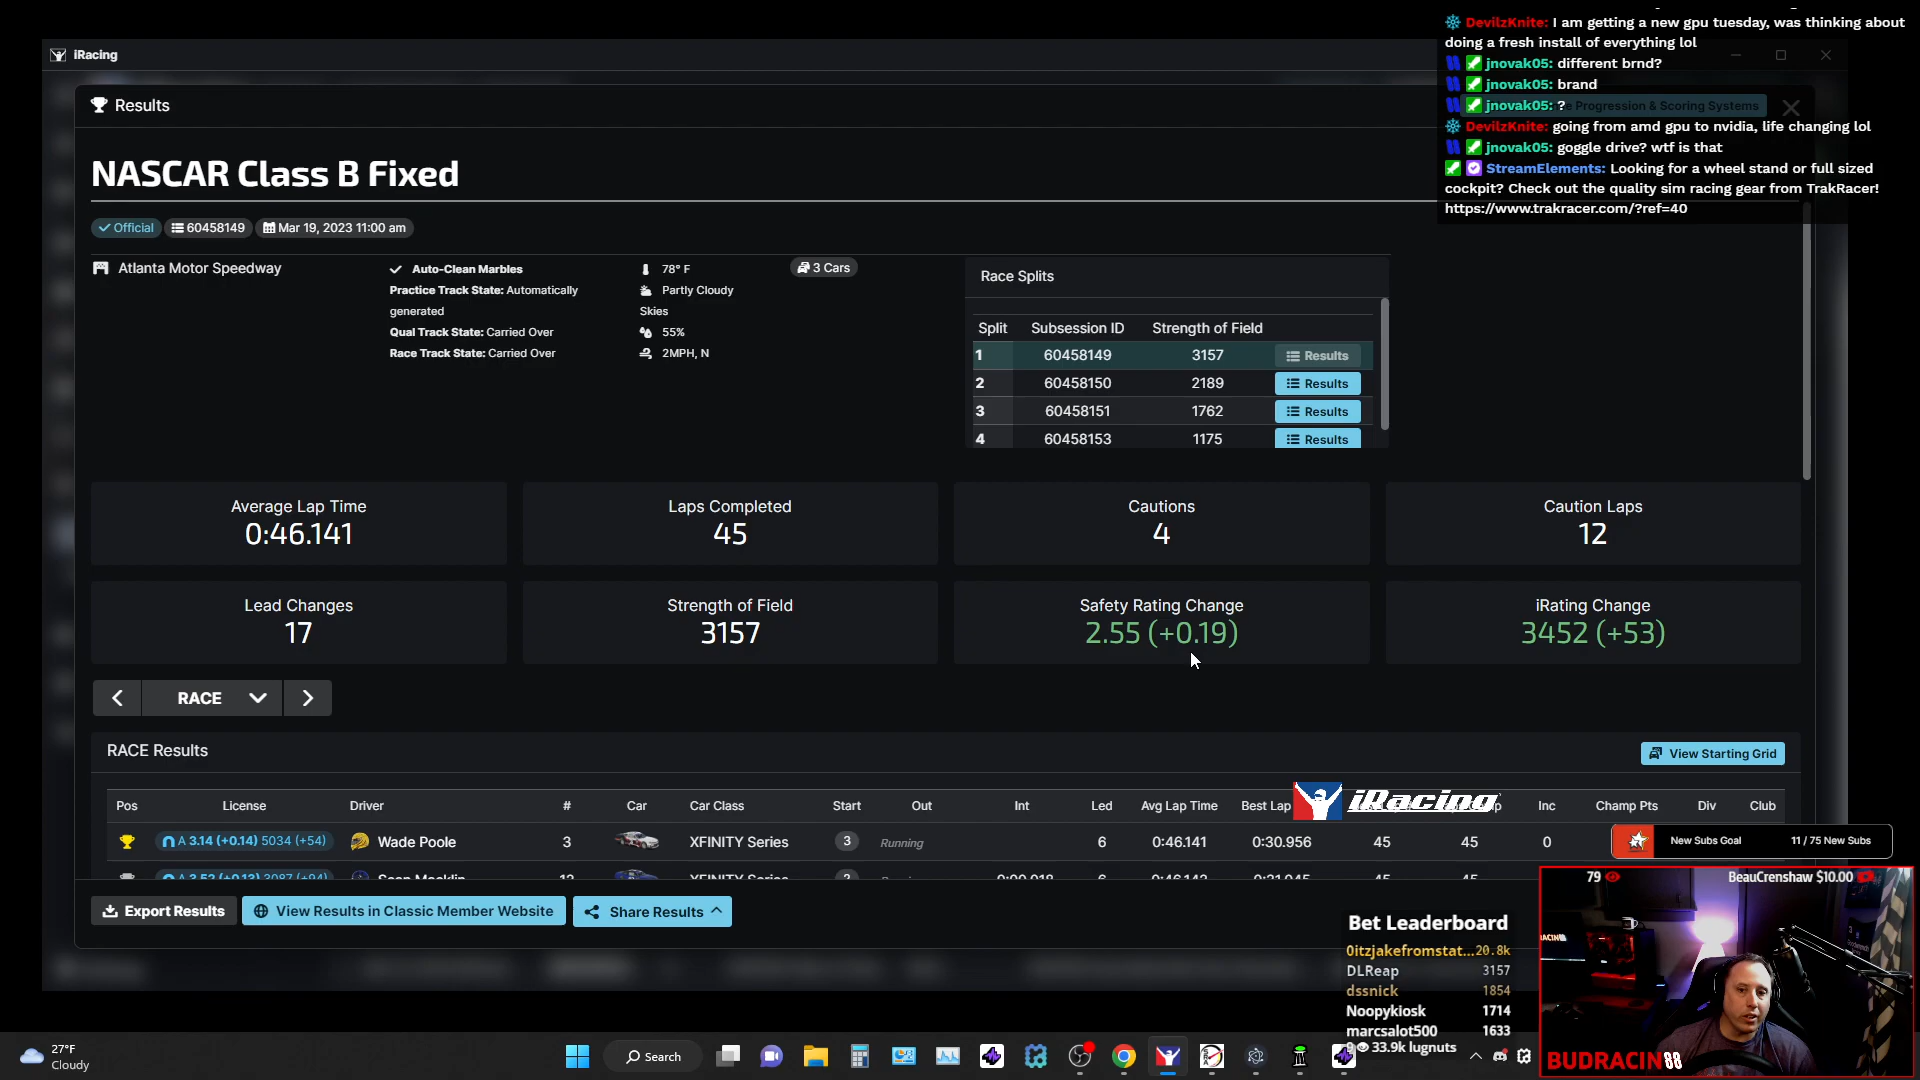 DevilzKnite: I am getting a new gpu tuesday, was thinking about
doing a fresh install of everything lol
jnovak05: different brnd?
jnovak05: brand
jnovak05: ?
e Progression & Scoring Systems
DevilzKnite: going from amd gpu to nvidia, life changing lol
jnovak05: goggle drive? wtf is that
StreamElements: Looking for a wheel stand or full sized
cockpit? Check out the quality sim racing gear from TrakRacer!
https://www.trakracer.com/?ref=40
iRacing
Results
NASCAR Class B Fixed
Official 60458149 Mar 19, 2023 11:00 am
Atlanta Motor Speedway
Auto-Clean Marbles
Practice Track State: Automatically
generated
Qual Track State: Carried Over
Race Track State: Carried Over
78° F
Partly Cloudy
Skies
55%
2MPH, N
3 Cars
Race Splits
Split Subsession ID Strength of Field
1 60458149 3157 Results
2 60458150 2189 Results
3 60458151 1762 Results
4 60458153 1175 Results
Average Lap Time
0:46.141
Laps Completed
45
Cautions
4
Caution Laps
12
Lead Changes
17
Strength of Field
3157
Safety Rating Change
2.55 (+0.19)
iRating Change
3452 (+53)
RACE
RACE Results
View Starting Grid
Pos License Driver # Car Car Class Start Out Int Led Avg Lap Time Best Lap Inc Champ Pts Div Club
iRacing
A 3.14 (+0.14) 5034 (+54) Wade Poole 3 XFINITY Series 3 Running 6 0:46.141 0:30.956 45 45 0
New Subs Goal 11 / 75 New Subs
Export Results
View Results in Classic Member Website
Share Results
79
BeauCrenshaw $10.00
Bet Leaderboard
0itzjakefromstat...20.8k
DLReap 3157
dssnick 1854
Noopykiosk 1714
marcsalot500 1633
33.9k lugnuts
BUDRACIN88
27°F
Cloudy
Search